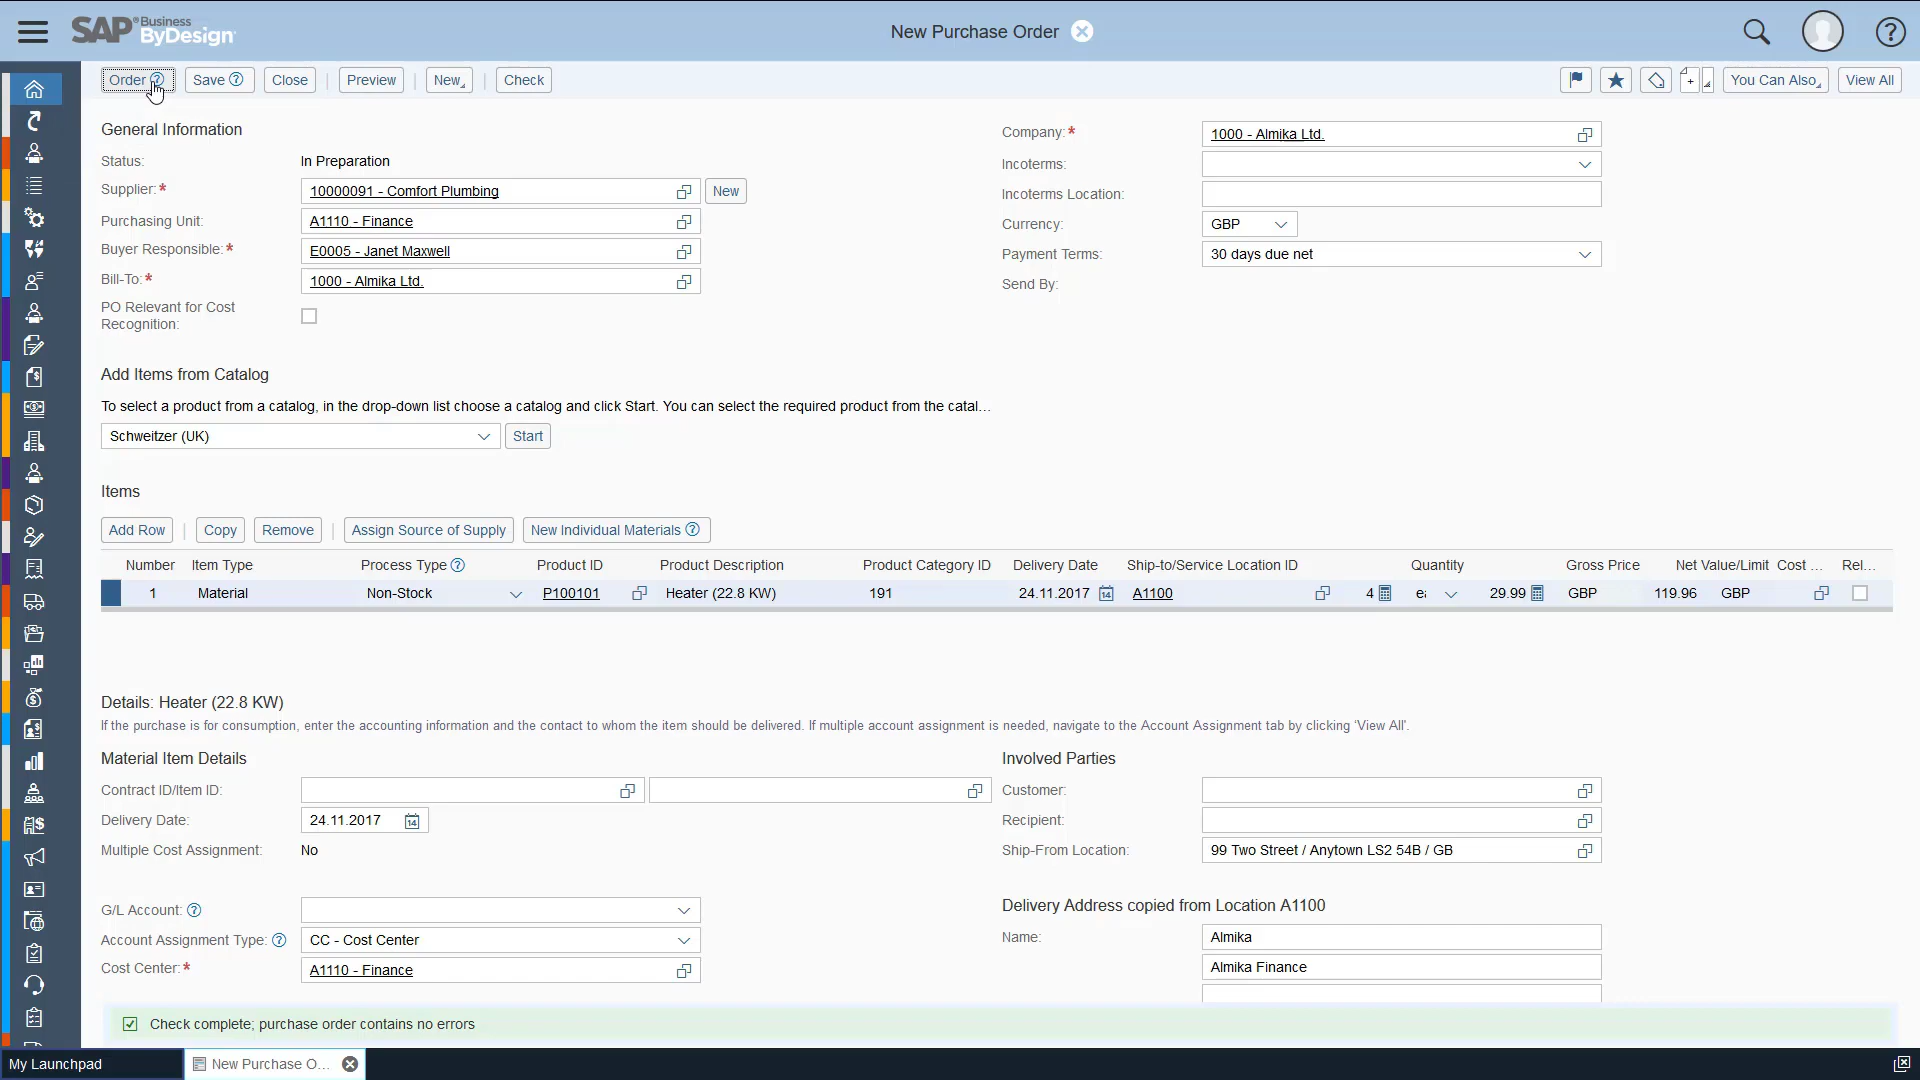 SAP Business ByDesign
New Purchase Order
Order Save Close Preview New Check You Can Also View All
General Information
Status: In Preparation
Supplier:* 10000091 - Comfort Plumbing New
Purchasing Unit: A1110 - Finance
Buyer Responsible:* E0005 - Janet Maxwell
Bill-To:* 1000 - Almika Ltd.
PO Relevant for Cost
Recognition:
Company:* 1000 - Almika Ltd.
Incoterms:
Incoterms Location:
Currency: GBP
Payment Terms: 30 days due net
Send By:
Add Items from Catalog
To select a product from a catalog, in the drop-down list choose a catalog and click Start. You can select the required product from the catal...
Schweitzer (UK) Start
Items
Add Row Copy Remove Assign Source of Supply New Individual Materials
Number Item Type Process Type Product ID Product Description Product Category ID Delivery Date Ship-to/Service Location ID Quantity Gross Price Net Value/Limit Cost ... Rel...
1 Material Non-Stock P100101 Heater (22.8 KW) 191 24.11.2017 A1100 4 29.99 GBP 119.96 GBP
Details: Heater (22.8 KW)
If the purchase is for consumption, enter the accounting information and the contact to whom the item should be delivered. If multiple account assignment is needed, navigate to the Account Assignment tab by clicking 'View All'.
Material Item Details
Contract ID/Item ID:
Delivery Date: 24.11.2017
Multiple Cost Assignment: No
G/L Account:
Account Assignment Type: CC - Cost Center
Cost Center:* A1110 - Finance
Involved Parties
Customer:
Recipient:
Ship-From Location: 99 Two Street / Anytown LS2 54B / GB
Delivery Address copied from Location A1100
Name: Almika
Almika Finance
Check complete; purchase order contains no errors
My Launchpad New Purchase O...